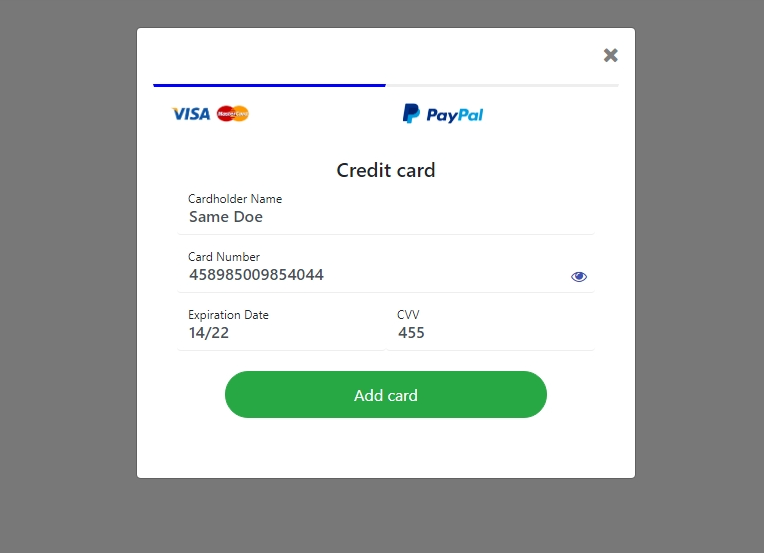 VISA MasterCard PayPal
Credit card
Cardholder Name
Same Doe
Card Number
458985009854044
Expiration Date CVV
14/22 455
Add card